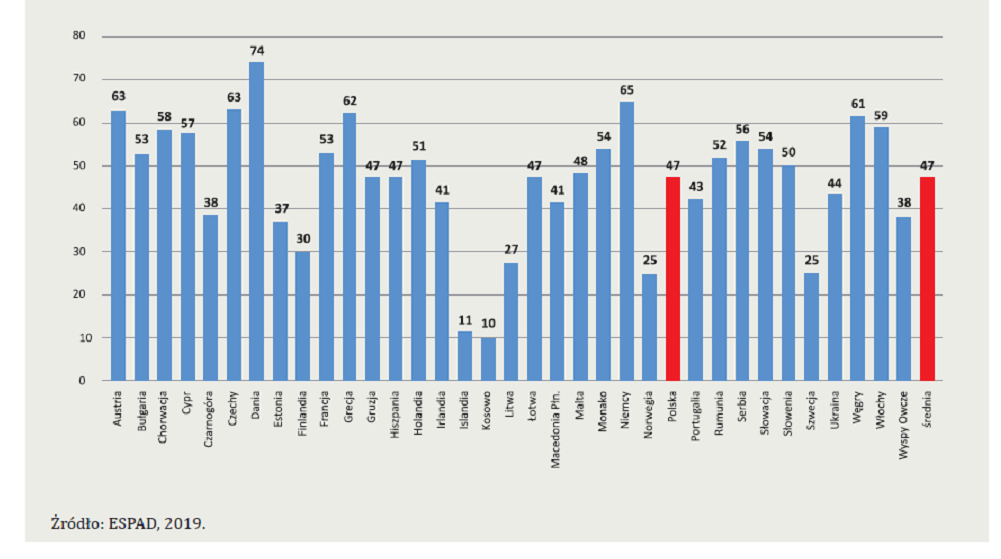 80
70
60
50
40
30
20
10
0
63
53
58
57
38
63
74
37
30
53
62
47
47
51
41
11
10
27
47
41
48
54
65
25
47
43
52
56
54
50
25
44
61
59
38
47
Austria
Bułgaria
Chorwacja
Cypr
Czarnogóra
Czechy
Dania
Estonia
Finlandia
Francja
Grecja
Gruzja
Hiszpania
Holandia
Irlandia
Islandia
Kosowo
Litwa
Łotwa
Macedonia Płn.
Malta
Monako
Niemcy
Norwegia
Polska
Portugalia
Rumunia
Serbia
Słowacja
Słowenia
Szwecja
Ukraina
Węgry
Włochy
Wyspy Owcze
średnia
Źródło: ESPAD, 2019.